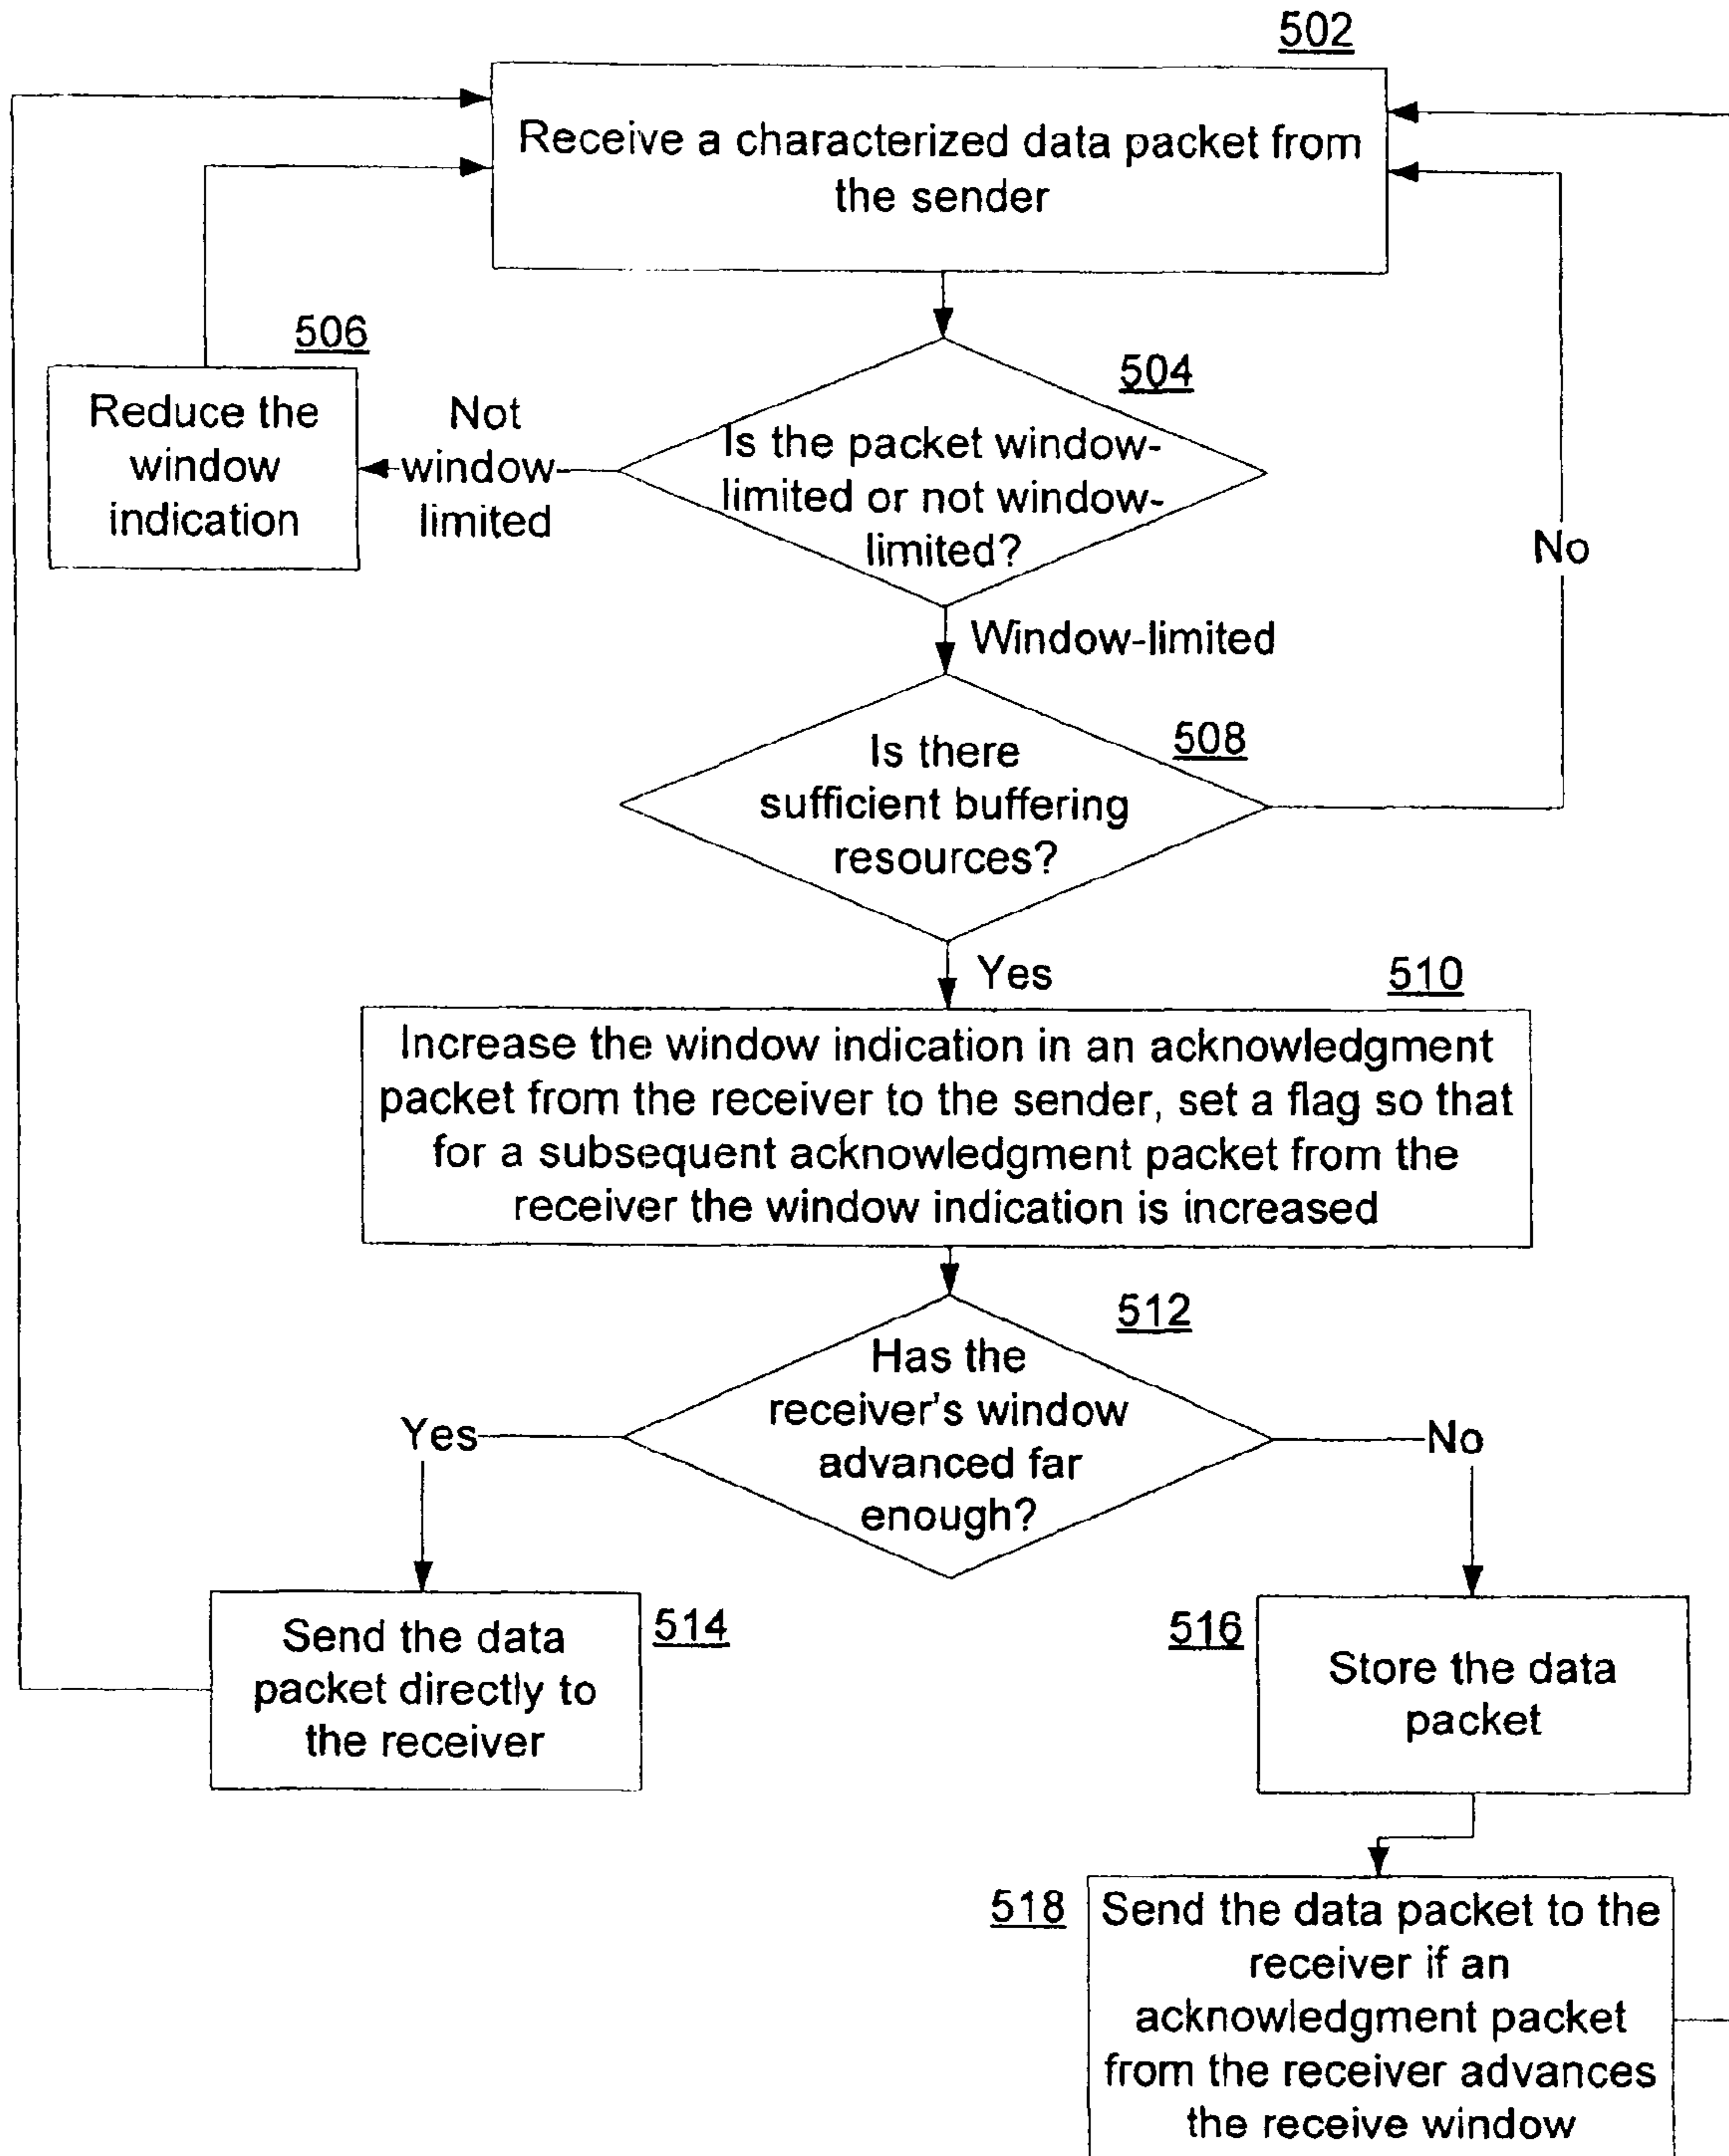 502
Receive a characterized data packet from
the sender
506
Reduce the
window
indication
Not
window
limited
504
Is the packet window-
limited or not window-
limited?
No
Window-limited
508
Is there
sufficient buffering
resources?
Yes
510
Increase the window indication in an acknowledgment
packet from the receiver to the sender, set a flag so that
for a subsequent acknowledgment packet from the
receiver the window indication is increased
512
Has the
receiver's window
advanced far
enough?
Yes
No
Send the data
packet directly to
the receiver
514
516
Store the data
packet
518
Send the data packet to the
receiver if an
acknowledgment packet
from the receiver advances
the receive window